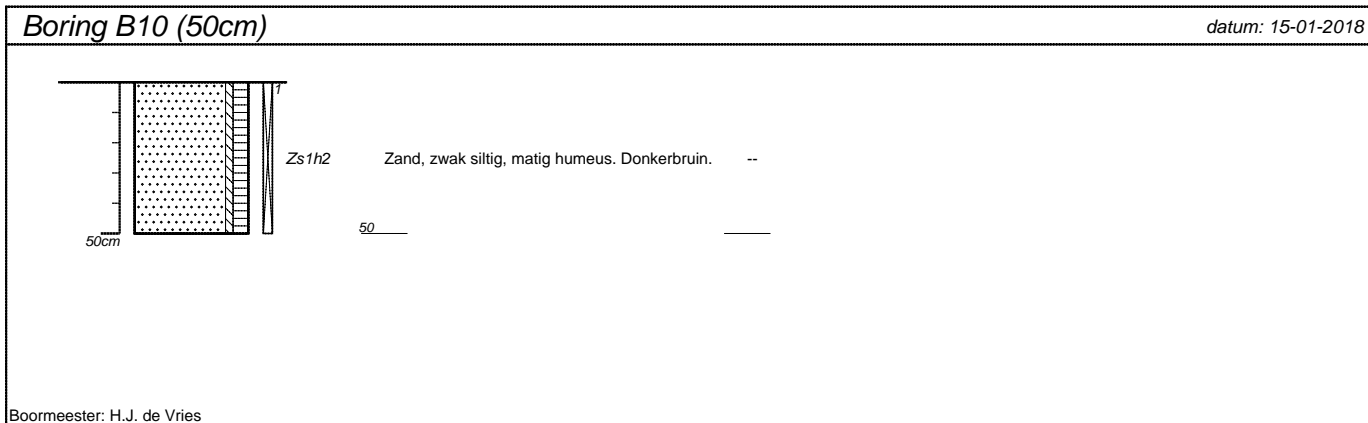 Boring B10 (50cm)
datum: 15-01-2018
1
Zs1h2 Zand, zwak siltig, matig humeus. Donkerbruin. --
50
50cm
Boormeester: H.J. de Vries